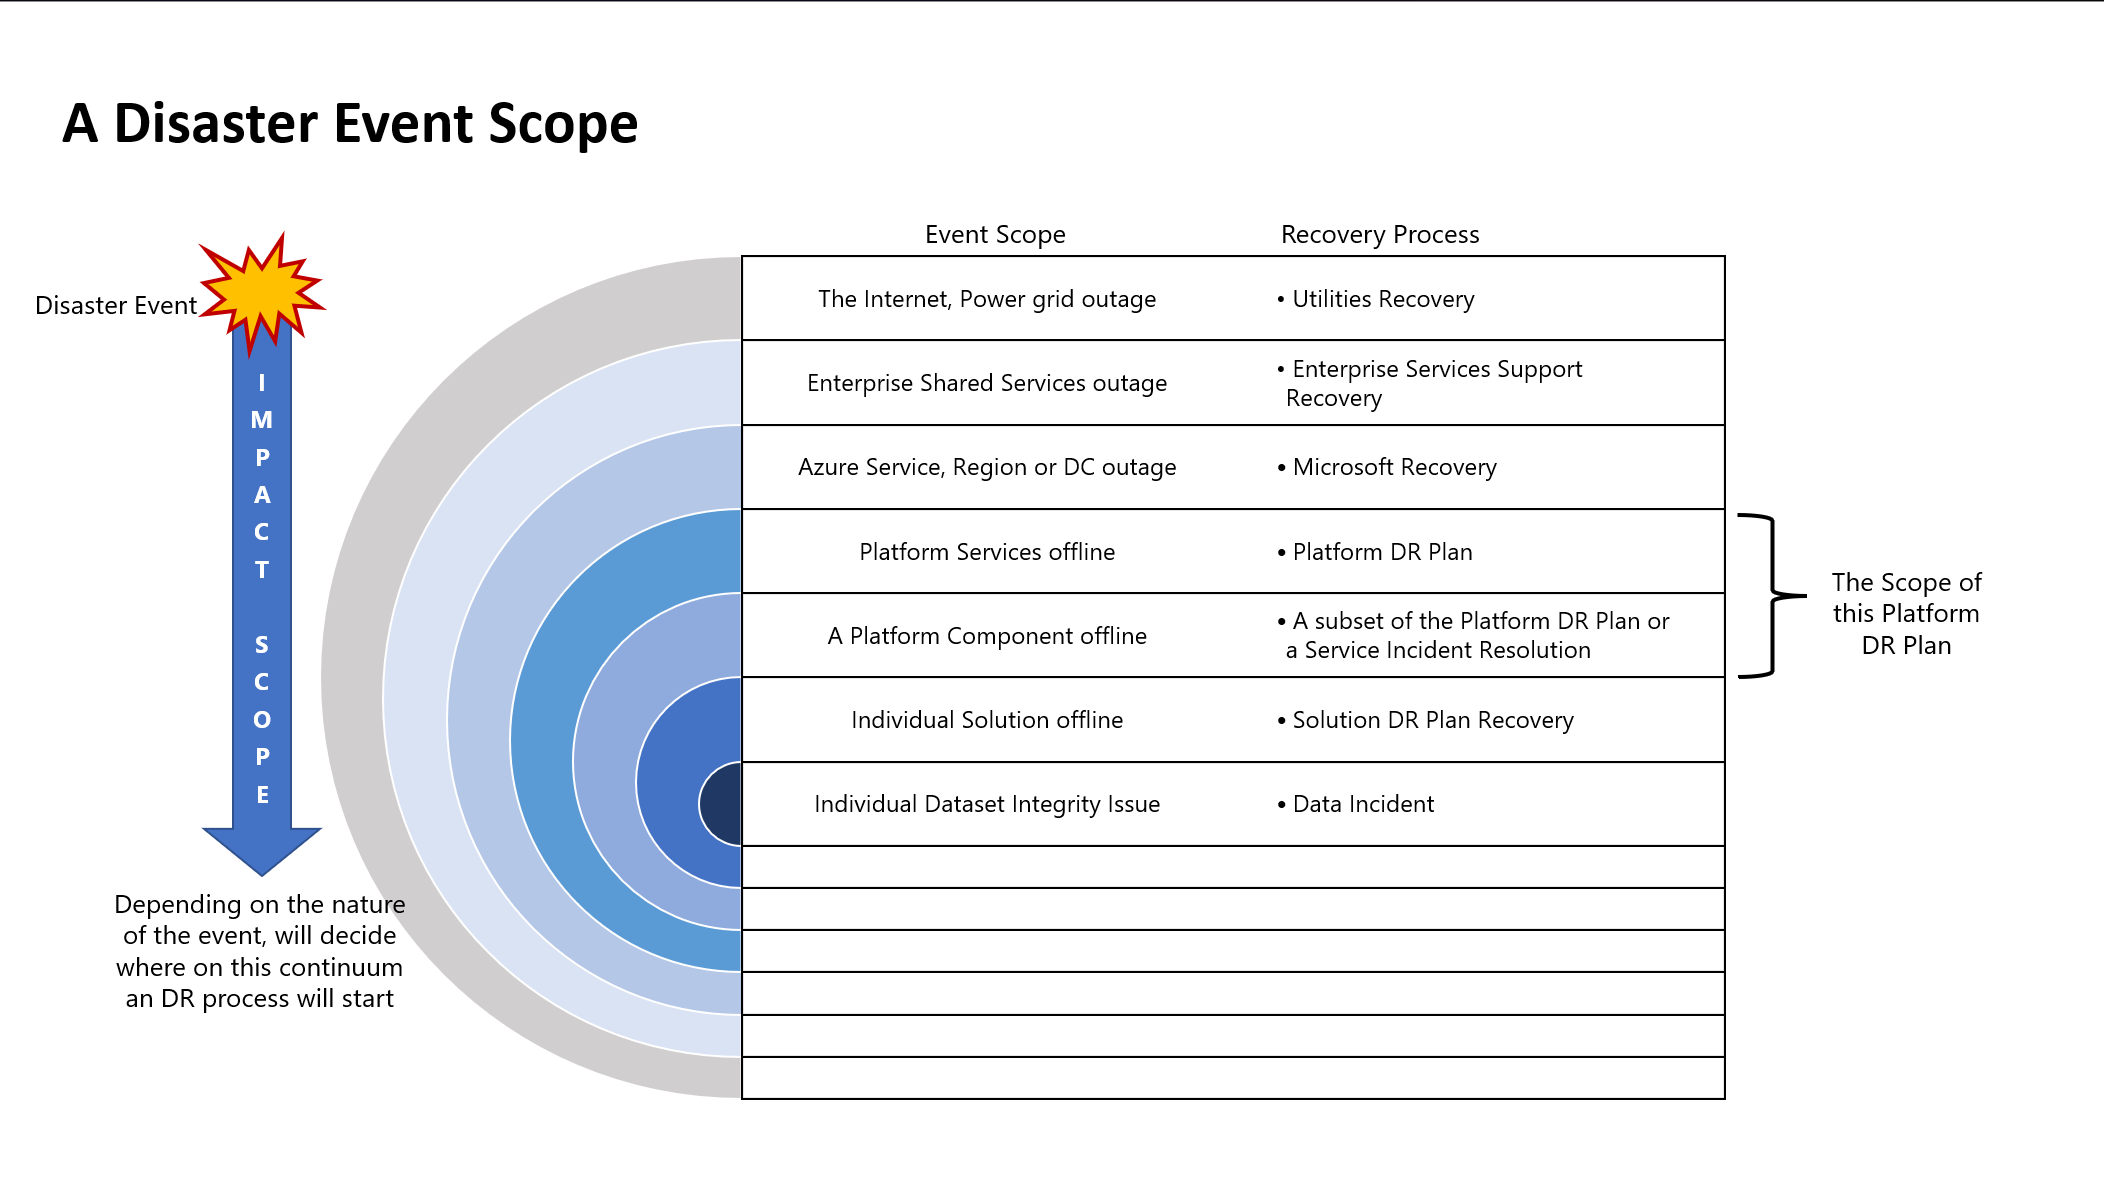 A Disaster Event Scope
Event Scope
Recovery Process
Disaster Event
I
M
P
A
C
T
S
C
O
P
E
Depending on the nature
of the event, will decide
where on this continuum
an DR process will start
The Internet, Power grid outage
• Utilities Recovery
Enterprise Shared Services outage
• Enterprise Services Support
Recovery
Azure Service, Region or DC outage
• Microsoft Recovery
Platform Services offline
• Platform DR Plan
A Platform Component offline
• A subset of the Platform DR Plan or
a Service Incident Resolution
Individual Solution offline
• Solution DR Plan Recovery
Individual Dataset Integrity Issue
• Data Incident
The Scope of
this Platform
DR Plan